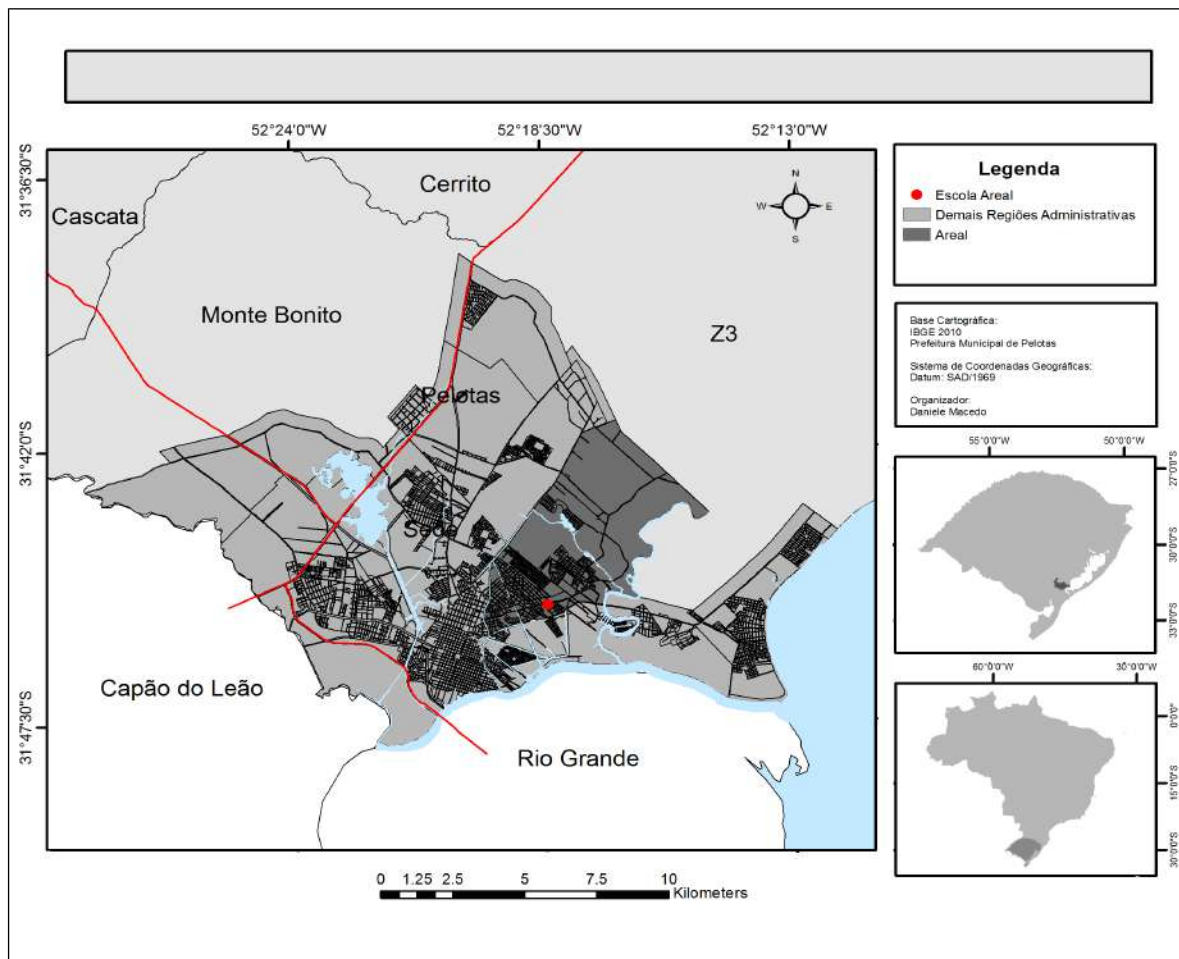 52°24'0"W 52°18'30"W 52°13'0"W
31°36'30"S
31°42'0"S
31°47'30"S
Cerrito
Cascata
Monte Bonito
Z3
Pelotas
Sede
Capão do Leão
Rio Grande
N
W E
S
0 1.25 2.5 5 7.5 10
Kilometers
Legenda
Escola Areal
Demais Regiões Administrativas
Areal
Base Cartográfica:
IBGE 2010
Prefeitura Municipal de Pelotas
Sistema de Coordenadas Geográficas:
Datum: SAD/1969
Organizador:
Daniele Macedo
55°0'0"W 50°0'0"W
27°0'0"S
30°0'0"S
33°0'0"S
60°0'0"W 30°0'0"W
0°0'0"
15°0'0"S
30°0'0"S